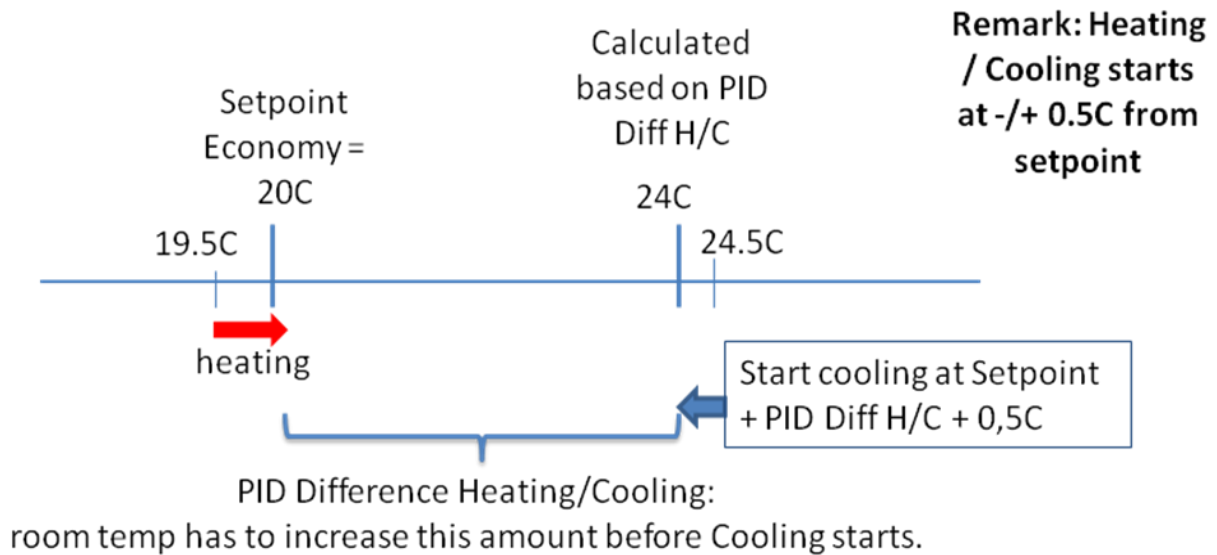 Setpoint
Economy =
20C
Calculated
based on PID
Diff H/C
24C
Remark: Heating
/ Cooling starts
at -/+ 0.5C from
setpoint
19.5C
24.5C
heating
Start cooling at Setpoint
+ PID Diff H/C + 0,5C
PID Difference Heating/Cooling:
room temp has to increase this amount before Cooling starts.